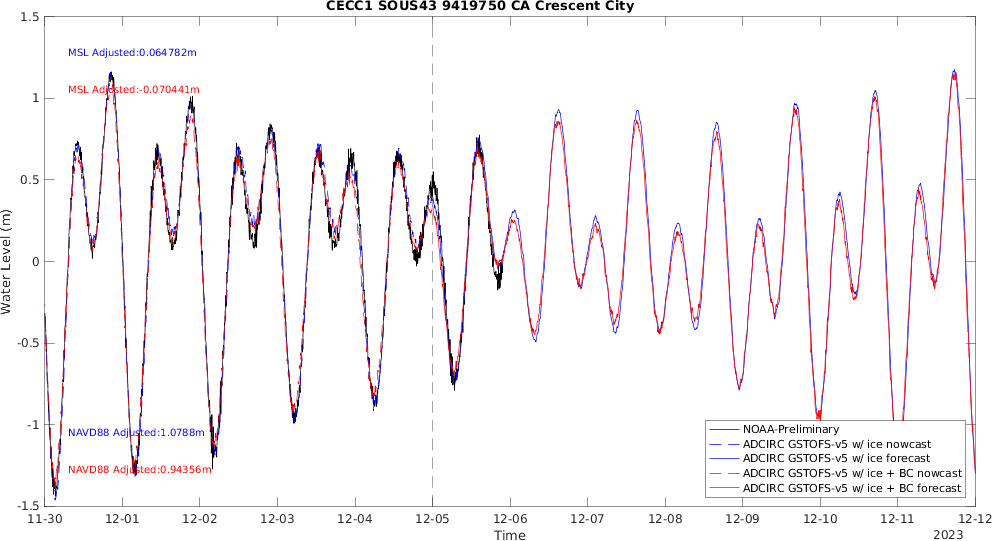 CECC1 SOUS43 9419750 CA Crescent City
1.5
1
0.5
0
-0.5
-1
-1.5
Water Level (m)
MSL Adjusted:0.064782m
MSL Adjusted:-0.070441m
NAVD88 Adjusted:1.0788m
NAVD88 Adjusted:0.94356m
NOAA-Preliminary
ADCIRC GSTOFS-v5 w/ ice nowcast
ADCIRC GSTOFS-v5 w/ ice forecast
ADCIRC GSTOFS-v5 w/ ice + BC nowcast
ADCIRC GSTOFS-v5 w/ ice + BC forecast
11-30 12-01 12-02 12-03 12-04 12-05 12-06 12-07 12-08 12-09 12-10 12-11 12-12
Time
2023